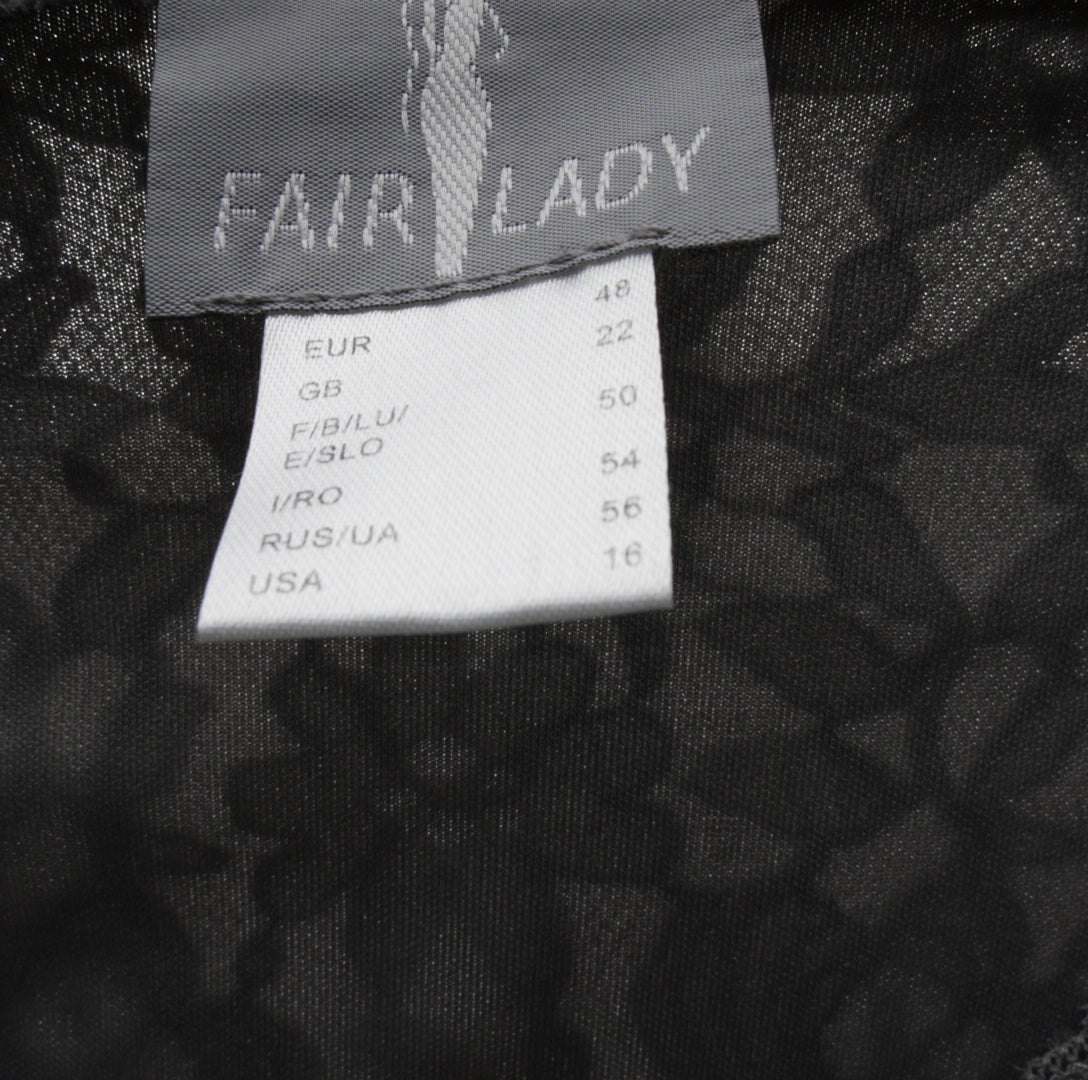 FAIR LADY
EUR 48
GB 22
F/B/LU/
E/SLO 50
I/RO 54
RUS/UA 56
USA 16